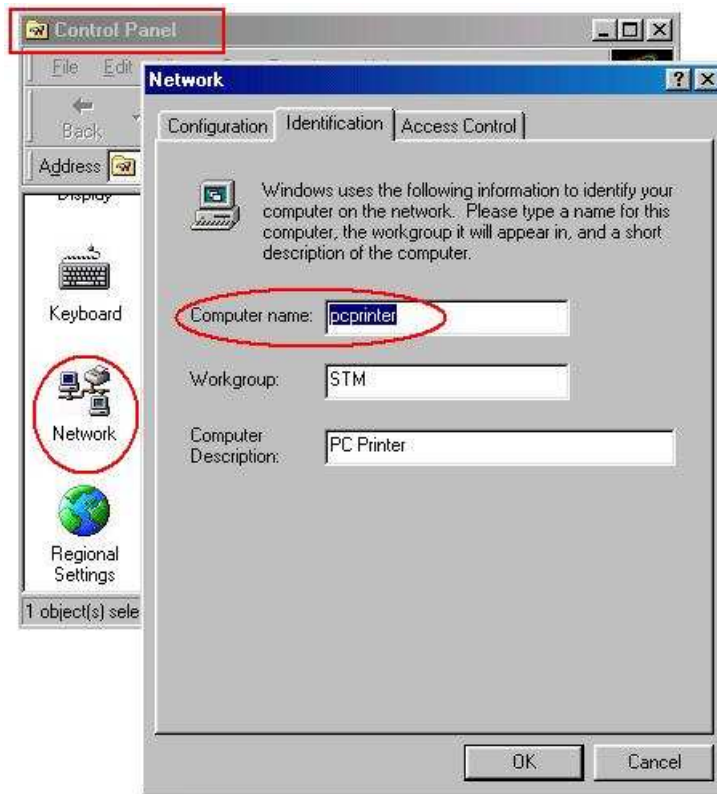 Control Panel
File Edit
Back
Address
Display
Keyboard
Network
Regional
Settings
1 object(s) sele
Network
Configuration Identification Access Control
Windows uses the following information to identify your
computer on the network. Please type a name for this
computer, the workgroup it will appear in, and a short
description of the computer.
Computer name: pcprinter
Workgroup: STM
Computer
Description: PC Printer
OK Cancel